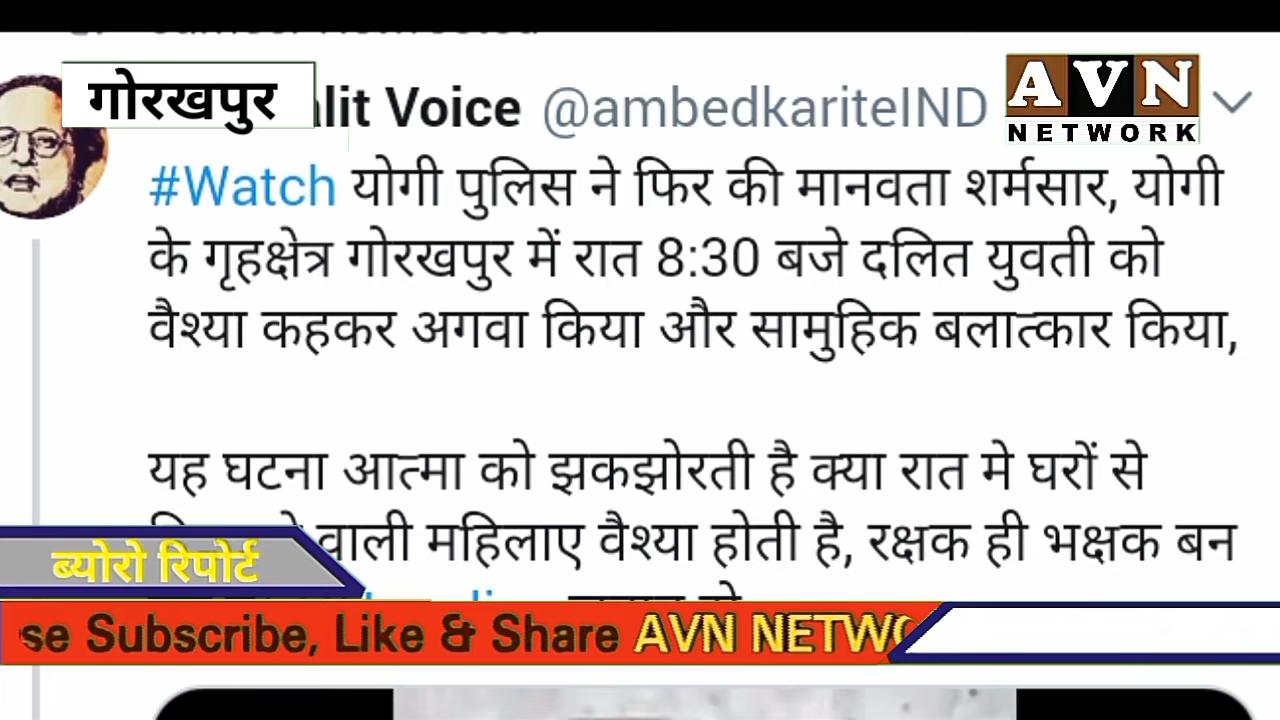 गोरखपुर
lit Voice @ambedkariteIND
AVN
NETWORK
#Watch योगी पुलिस ने फिर की मानवता शर्मसार, योगी
के गृहक्षेत्र गोरखपुर में रात 8:30 बजे दलित युवती को
वैश्या कहकर अगवा किया और सामुहिक बलात्कार किया,
यह घटना आत्मा को झकझोरती है क्या रात मे घरों से
वाली महिलाए वैश्या होती है, रक्षक ही भक्षक बन
ब्योरो रिपोर्ट
se Subscribe, Like & Share AVN NETWO